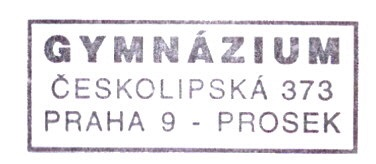 GYMNÁZIUM
ČESKOLIPSKÁ 373
PRAHA 9 - PROSEK